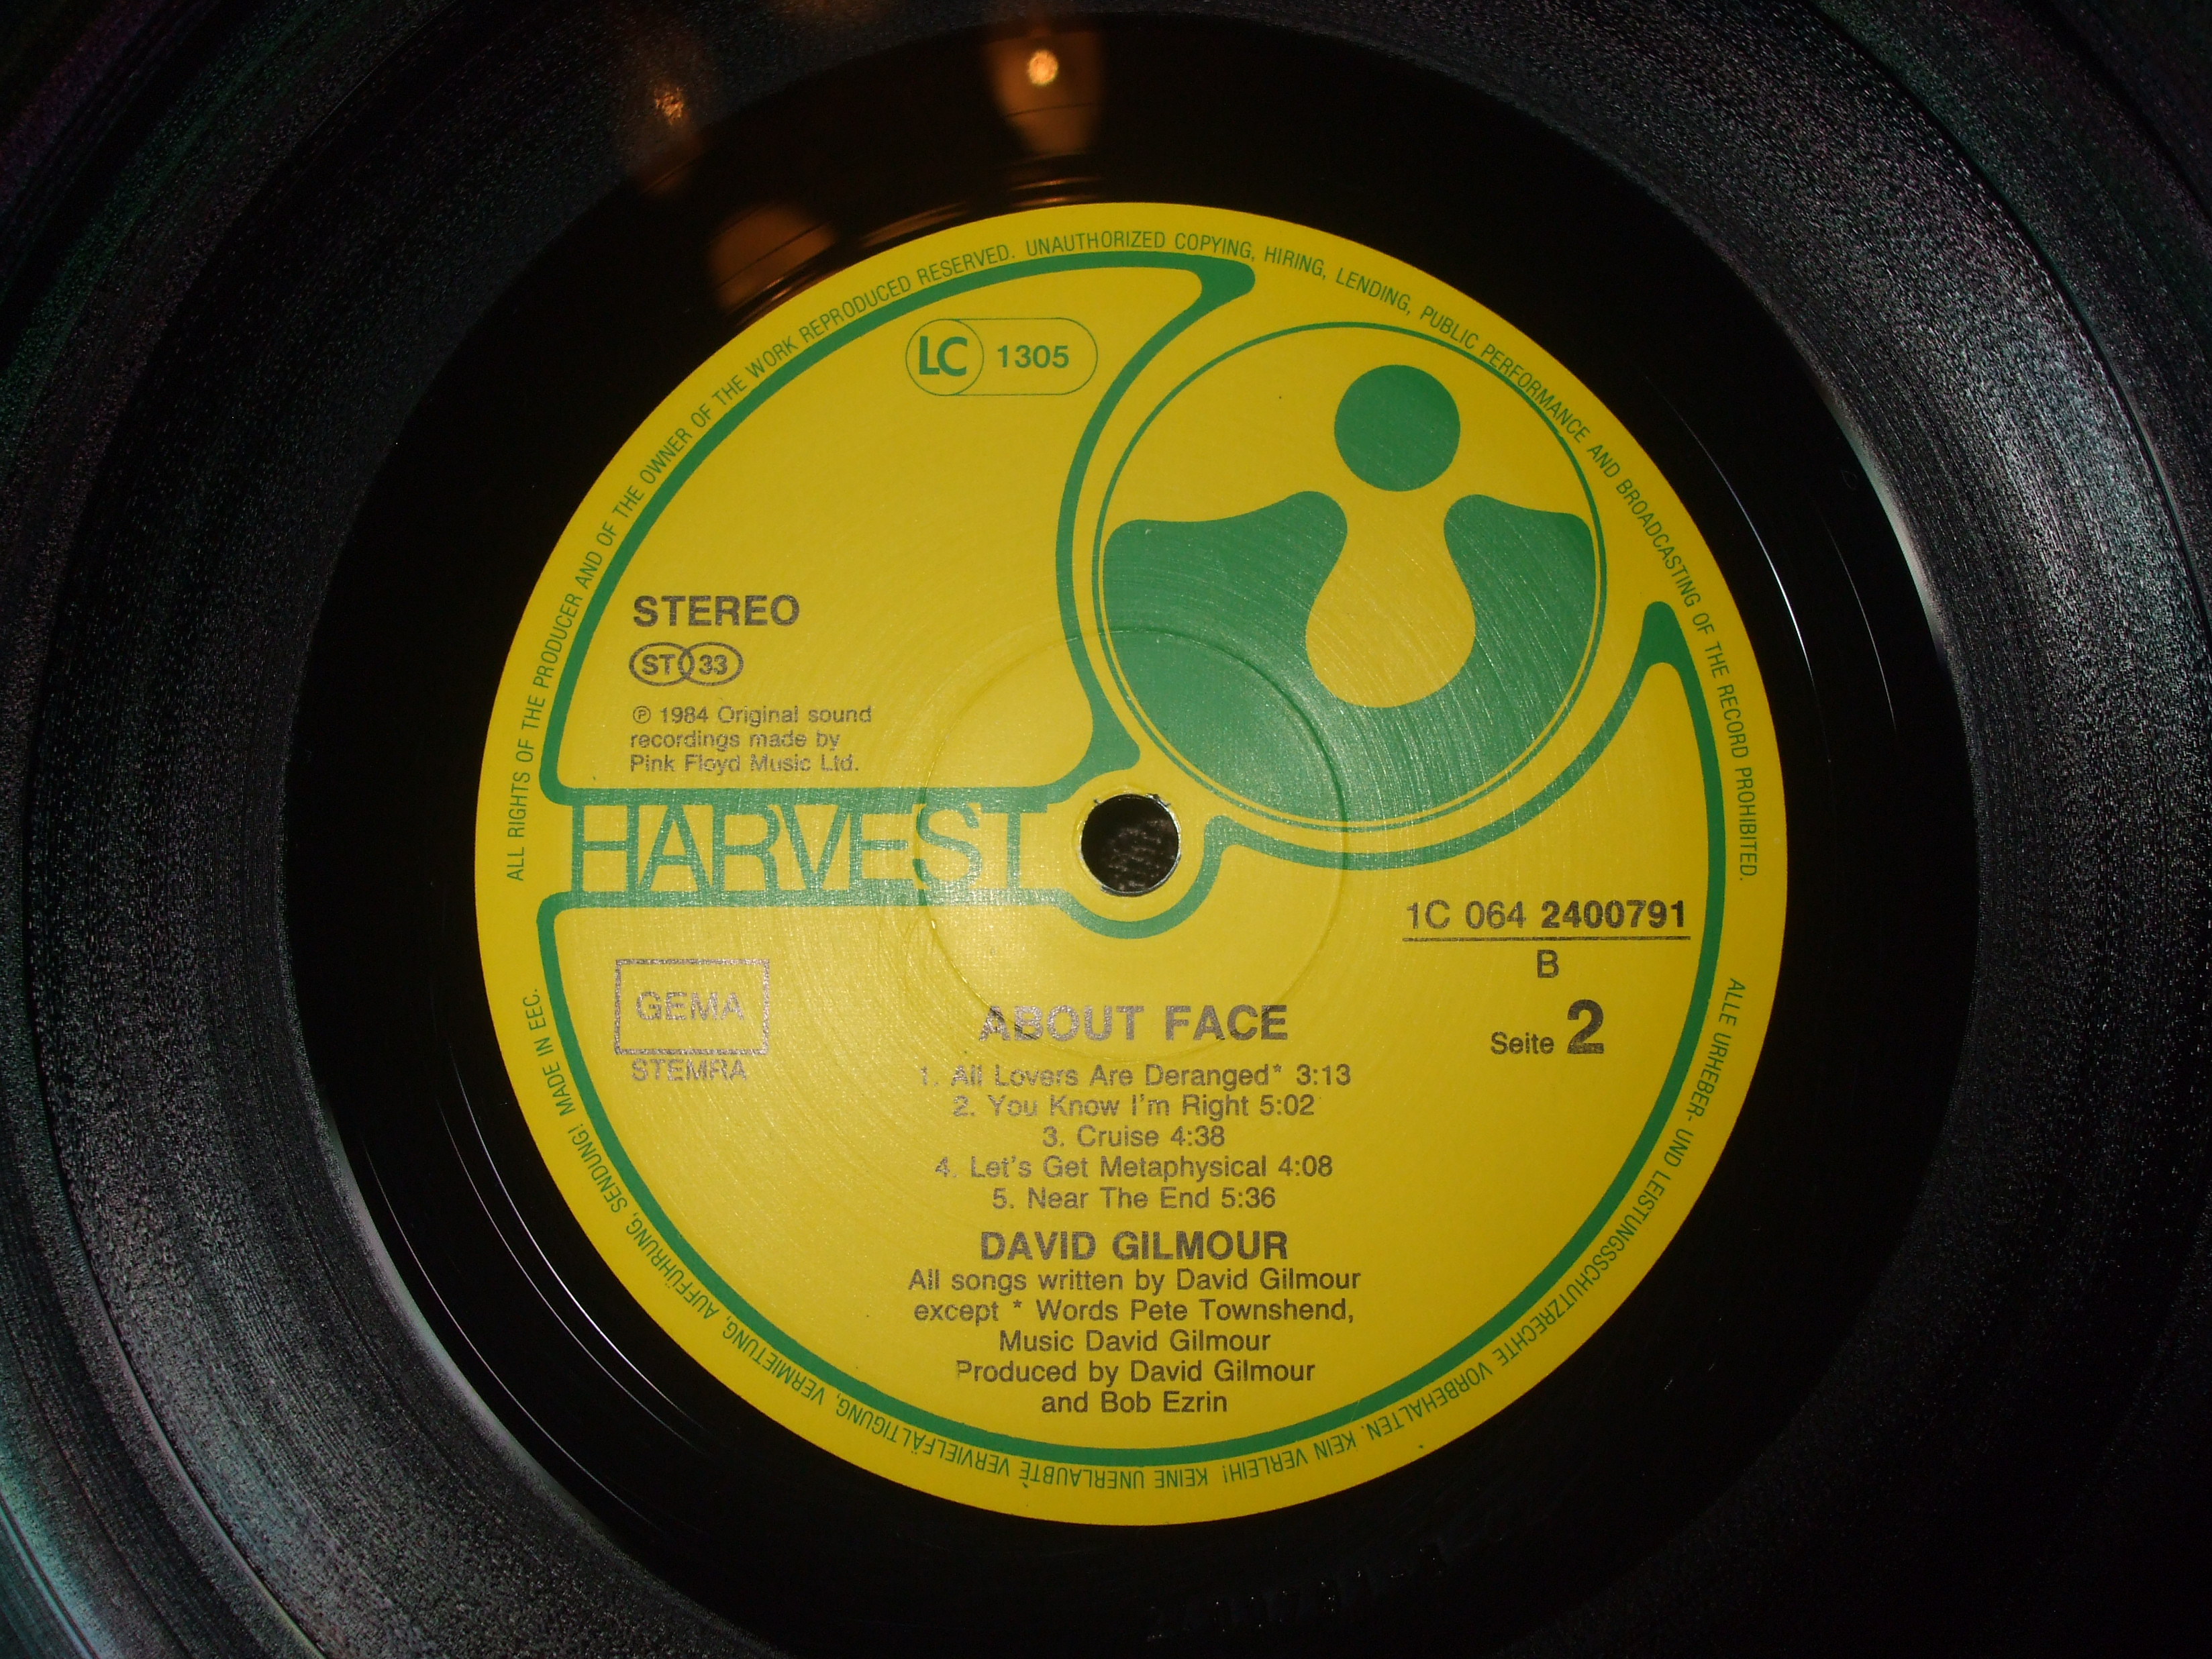 ALL RIGHTS OF THE PRODUCER AND OF THE OWNER OF THE WORK REPRODUCED RESERVED. UNAUTHORIZED COPYING, HIRING, LENDING, PUBLIC PERFORMANCE AND BROADCASTING OF THE RECORD PROHIBITED.
LC 1305
STEREO
ST 33
℗ 1984 Original sound
recordings made by
Pink Floyd Music Ltd.
HARVEST
1C 064 2400791
B
Seite 2
GEMA
STEMRA
ABOUT FACE
1. All Lovers Are Deranged* 3:13
2. You Know I'm Right 5:02
3. Cruise 4:38
4. Let's Get Metaphysical 4:08
5. Near The End 5:36
DAVID GILMOUR
All songs written by David Gilmour
except * Words Pete Townshend,
Music David Gilmour
Produced by David Gilmour
and Bob Ezrin
ALLE URHEBER- UND LEISTUNGSSCHUTZRECHTE VORBEHALTEN. KEIN VERLEIH! KEINE UNERLAUBTE VERVIELFÄLTIGUNG, VERMIETUNG, AUFFÜHRUNG, SENDUNG! MADE IN EEC.